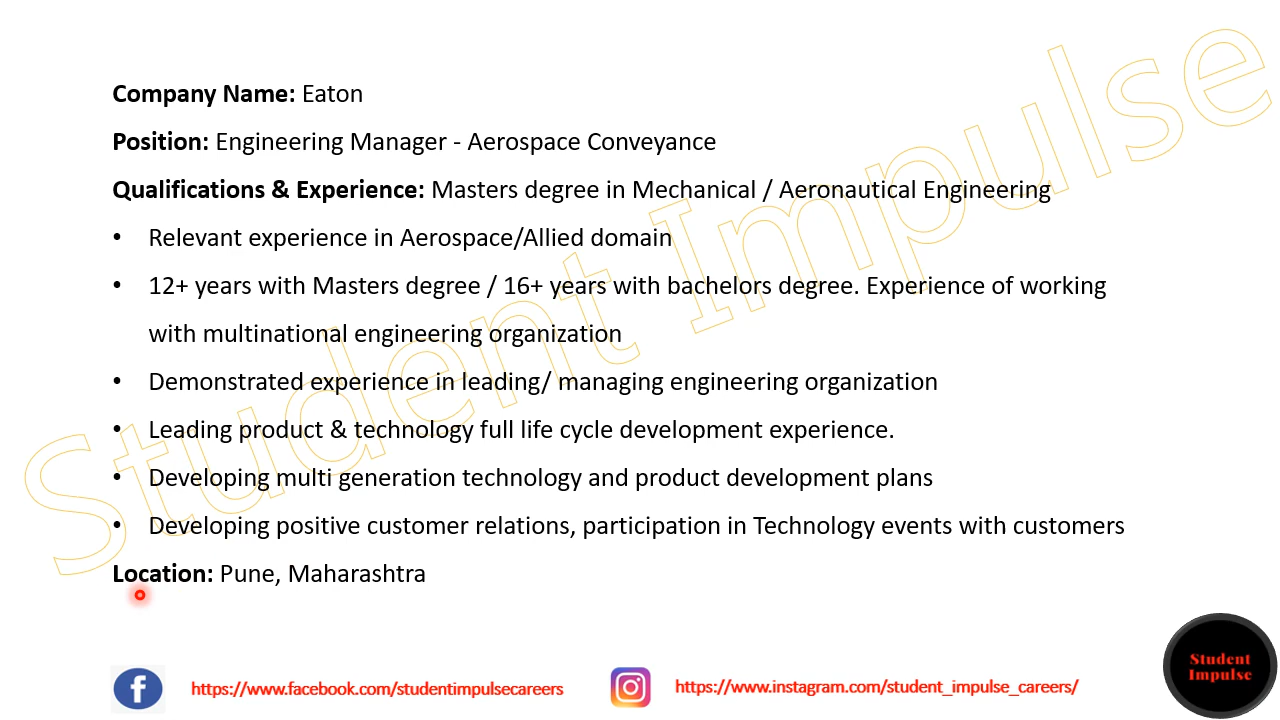 Company Name: Eaton
Position: Engineering Manager - Aerospace Conveyance
Qualifications & Experience: Masters degree in Mechanical / Aeronautical Engineering
• Relevant experience in Aerospace/Allied domain
• 12+ years with Masters degree / 16+ years with bachelors degree. Experience of working
with multinational engineering organization
• Demonstrated experience in leading/ managing engineering organization
• Leading product & technology full life cycle development experience.
• Developing multi generation technology and product development plans
• Developing positive customer relations, participation in Technology events with customers
Location: Pune, Maharashtra
Student Impulse
https://www.facebook.com/studentimpulsecareers
https://www.instagram.com/student_impulse_careers/
Student
Impulse